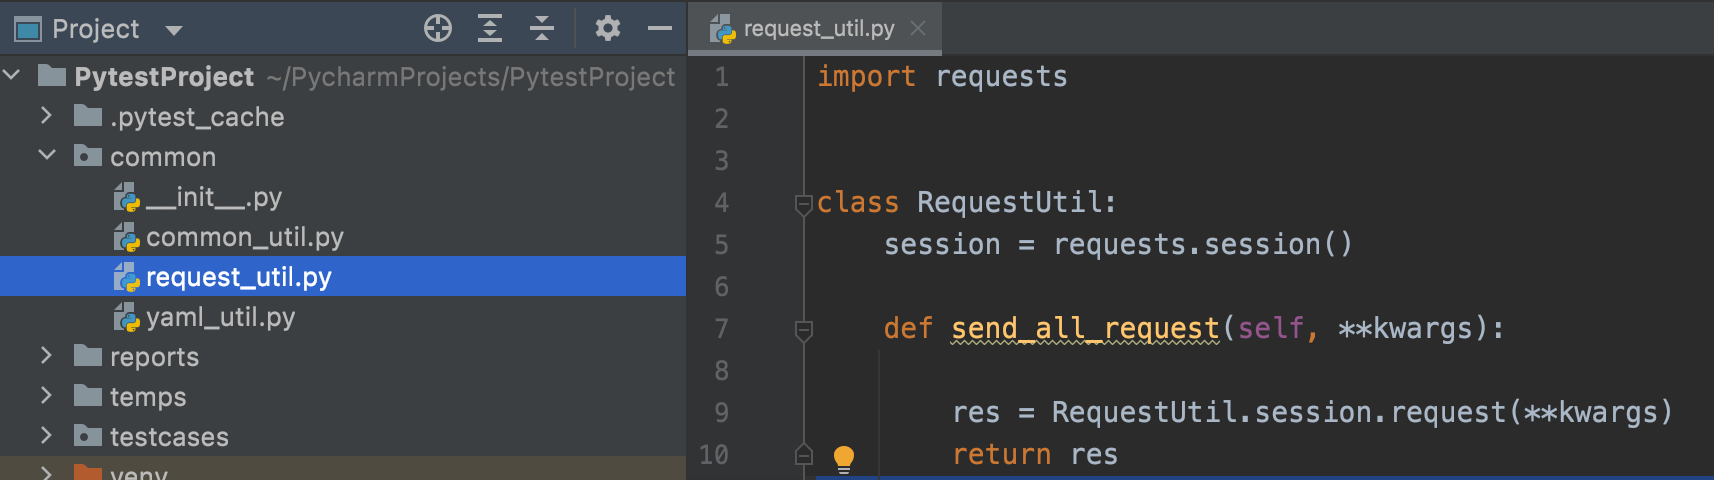 Project
PytestProject ~/PycharmProjects/PytestProject
.pytest_cache
common
__init__.py
common_util.py
request_util.py
yaml_util.py
reports
temps
testcases
venv
request_util.py
1 import requests
2
3
4 class RequestUtil:
5 session = requests.session()
6
7 def send_all_request(self, **kwargs):
8
9 res = RequestUtil.session.request(**kwargs)
10 return res